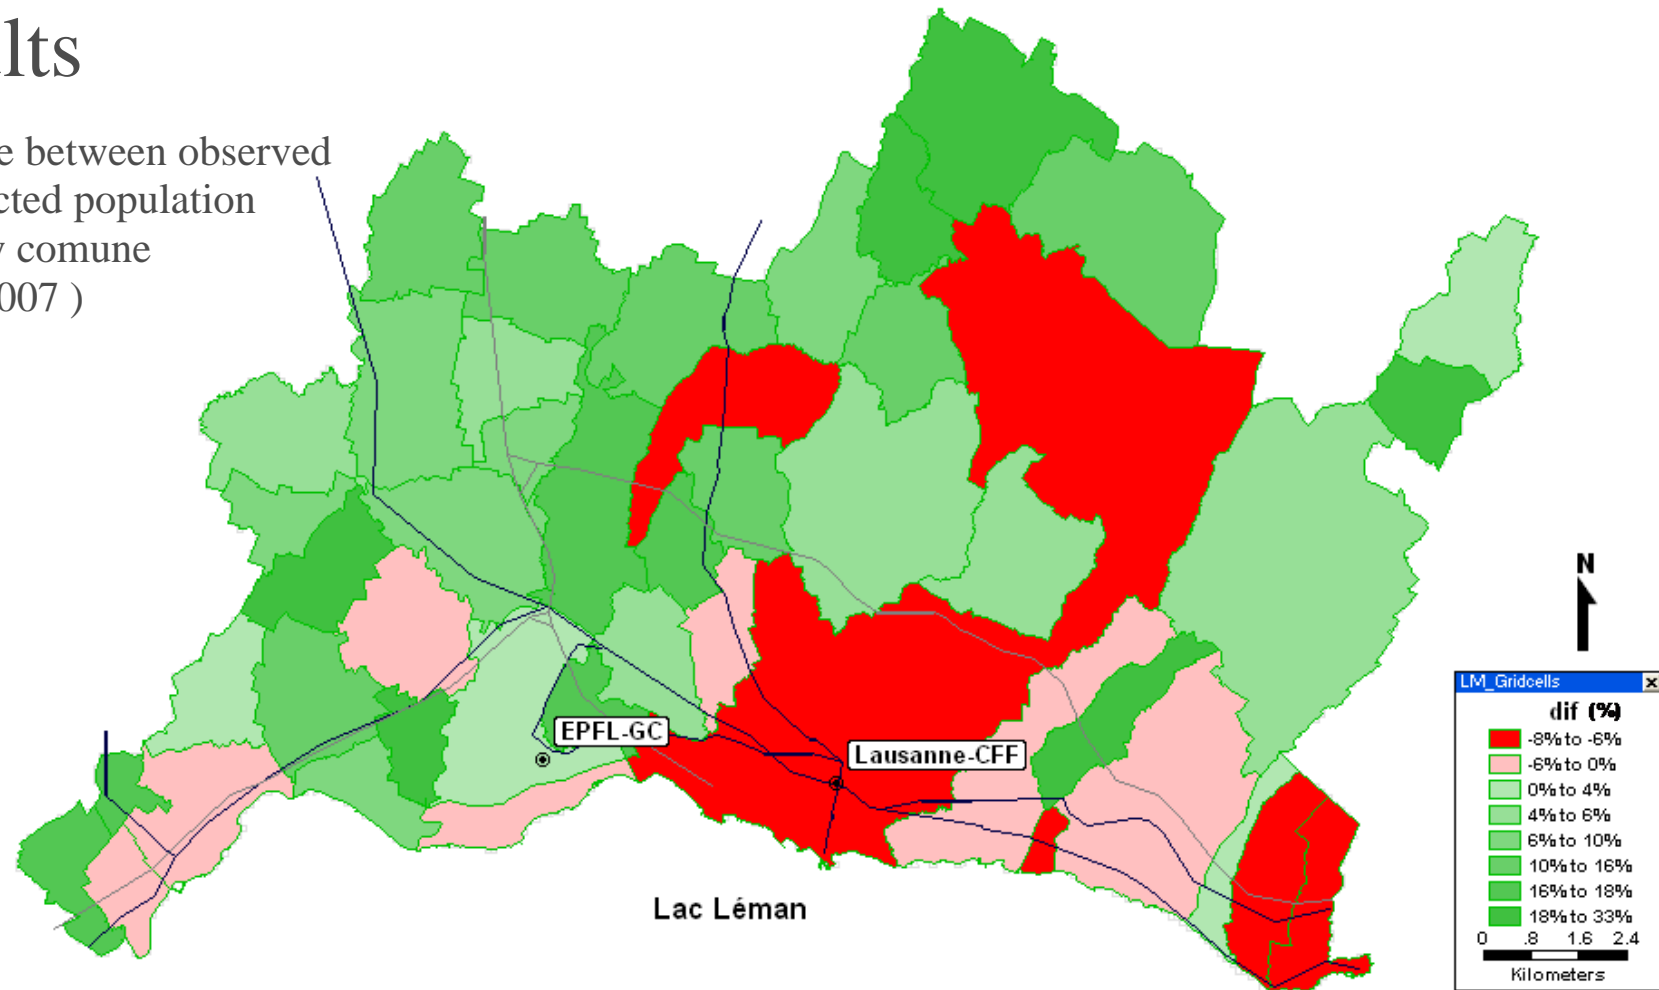 lts
e between observed
cted population
y comune
007 )
EPFL-GC
Lausanne-CFF
Lac Léman
N
LM_Gridcells
dif (%)
-8% to -6%
-6% to 0%
0% to 4%
4% to 6%
6% to 10%
10% to 16%
16% to 18%
18% to 33%
0 .8 1.6 2.4
Kilometers